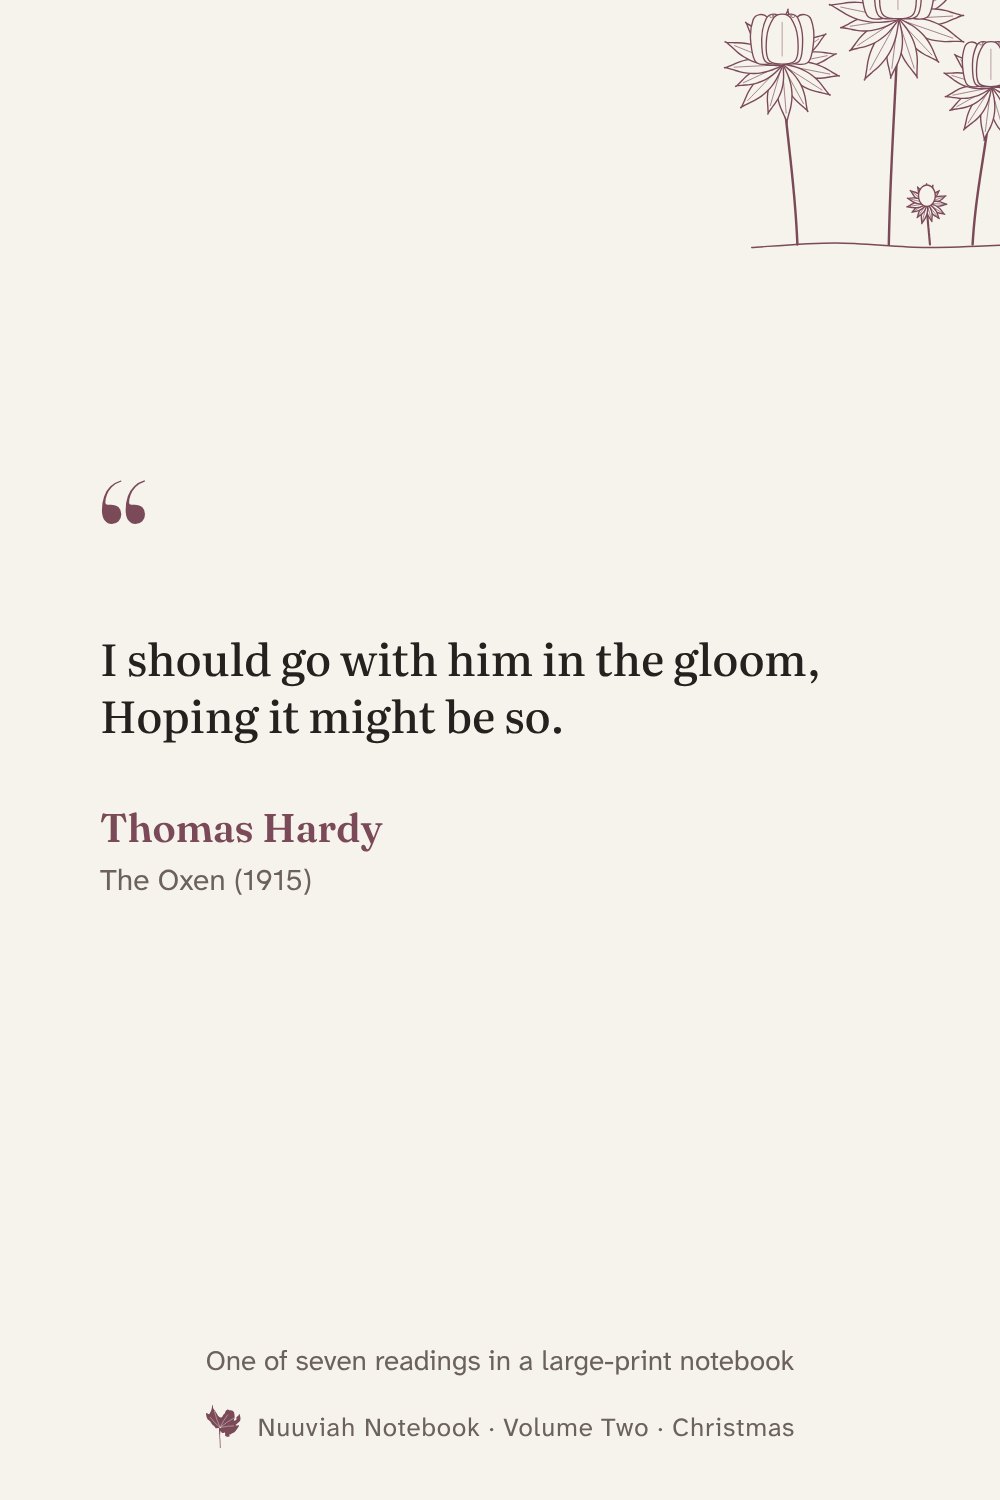 “
I should go with him in the gloom,
Hoping it might be so.
Thomas Hardy
The Oxen (1915)
One of seven readings in a large-print notebook
Nuuviah Notebook · Volume Two · Christmas